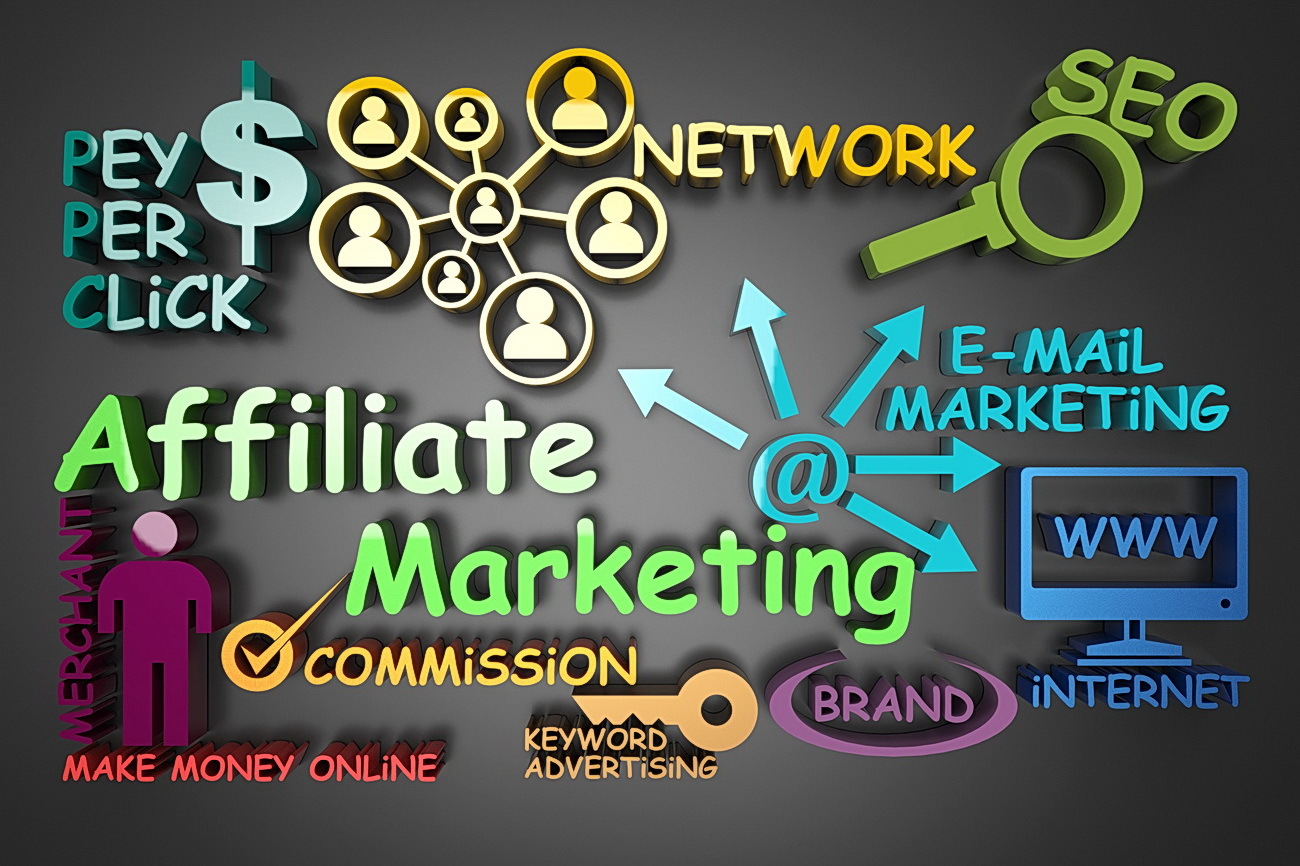 PEY
PER
CLiCK
$
NETWORK
SEO
E-MAiL
MARKETiNG
@
Affiliate
Marketing
WWW
iNTERNET
MERCHANT
COMMiSSiON
KEYWORD
ADVERTiSiNG
BRAND
MAKE MONEY ONLiNE